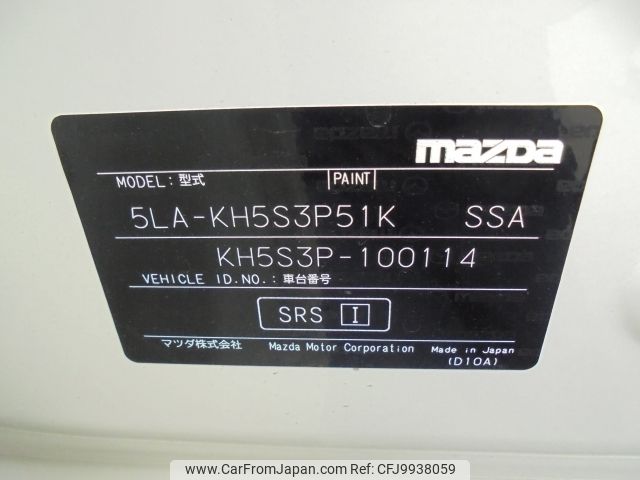 mazda
MODEL: 型式 PAINT
5LA-KH5S3P51K SSA
KH5S3P-100114
VEHICLE ID.NO.: 車台番号
SRS I
マツダ株式会社 Mazda Motor Corporation Made in Japan
(D10A)
www.CarFromJapan.com | Ref:CFJ9938059